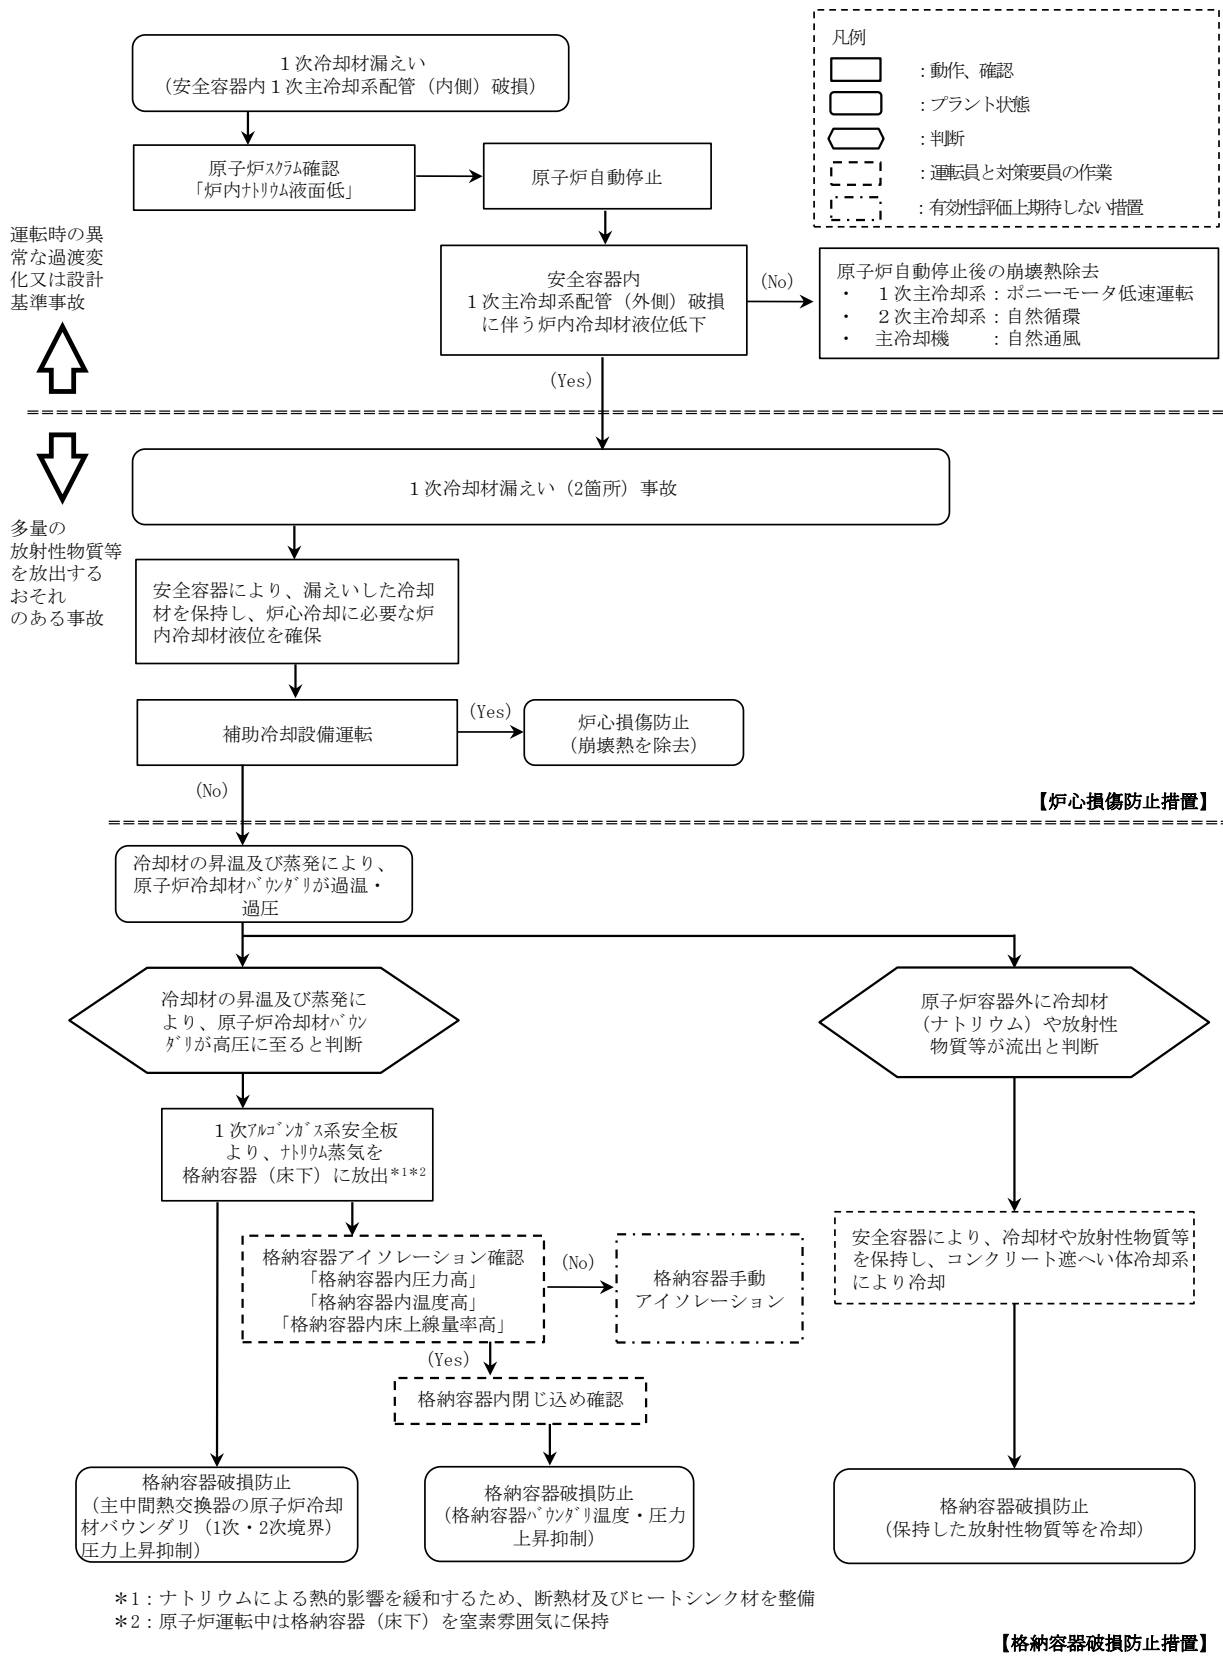 凡例
：動作、確認
：プラント状態
：判断
：運転員と対策要員の作業
：有効性評価上期待しない措置
１次冷却材漏えい
（安全容器内１次主冷却系配管（内側）破損）
原子炉ｽｸﾗﾑ確認
「炉内ﾅﾄﾘｳﾑ液面低」
原子炉自動停止
運転時の異
常な過渡変
化又は設計
基準事故
安全容器内
１次主冷却系配管（外側）破損
に伴う炉内冷却材液位低下
(No)
原子炉自動停止後の崩壊熱除去
・　１次主冷却系：ポニーモータ低速運転
・　２次主冷却系：自然循環
・　主冷却機　　：自然通風
(Yes)
１次冷却材漏えい（2箇所）事故
多量の
放射性物質等
を放出する
おそれ
のある事故
安全容器により、漏えいした冷却
材を保持し、炉心冷却に必要な炉
内冷却材液位を確保
補助冷却設備運転
(Yes)
炉心損傷防止
（崩壊熱を除去）
(No)
【炉心損傷防止措置】
冷却材の昇温及び蒸発により、
原子炉冷却材ﾊﾞｳﾝﾀﾞﾘが過温・
過圧
冷却材の昇温及び蒸発に
より、原子炉冷却材ﾊﾞｳﾝ
ﾀﾞﾘが高圧に至ると判断
原子炉容器外に冷却材
（ナトリウム）や放射性
物質等が流出と判断
１次ｱﾙｺﾞﾝｶﾞｽ系安全板
より、ﾅﾄﾘｳﾑ蒸気を
格納容器（床下）に放出*1*2
格納容器アイソレーション確認
「格納容器内圧力高」
「格納容器内温度高」
「格納容器内床上線量率高」
(No)
格納容器手動
アイソレーション
安全容器により、冷却材や放射性物質等
を保持し、コンクリート遮へい体冷却系
により冷却
(Yes)
格納容器内閉じ込め確認
格納容器破損防止
（主中間熱交換器の原子炉冷却
材バウンダリ（1次・2次境界）
圧力上昇抑制）
格納容器破損防止
（格納容器ﾊﾞｳﾝﾀﾞﾘ温度・圧力
上昇抑制）
格納容器破損防止
（保持した放射性物質等を冷却）
＊1：ナトリウムによる熱的影響を緩和するため、断熱材及びヒートシンク材を整備
＊2：原子炉運転中は格納容器（床下）を窒素雰囲気に保持
【格納容器破損防止措置】